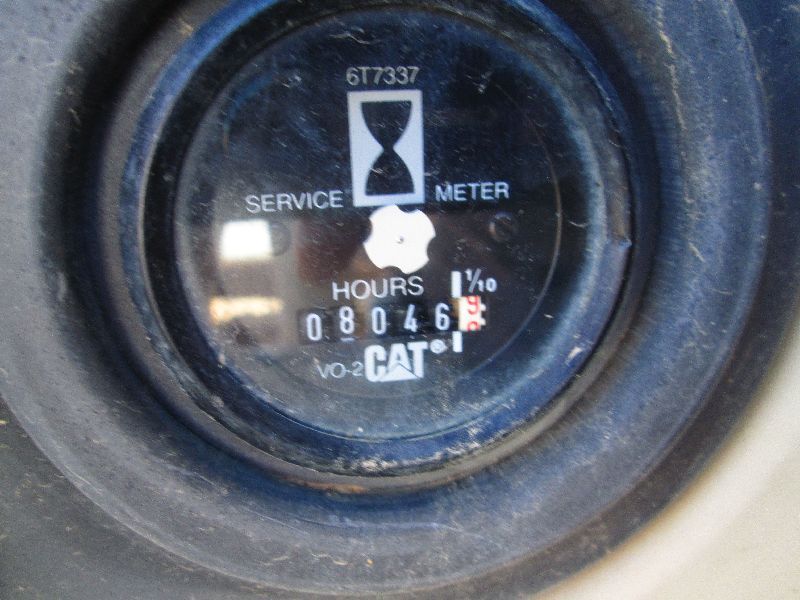 6T7337
SERVICE METER
HOURS 1/10
08046
VO-2 CAT®